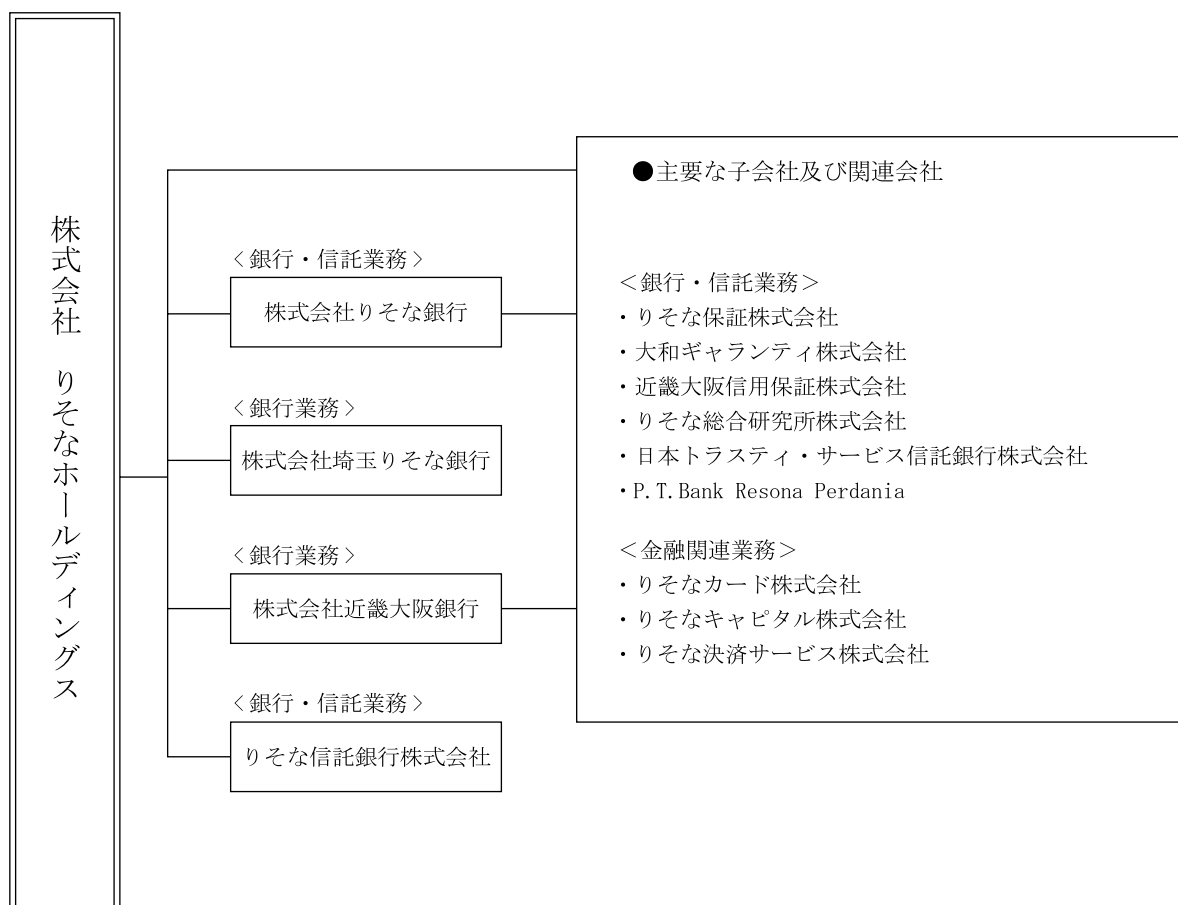 株式会社 りそなホールディングス
<銀行・信託業務>
株式会社りそな銀行
<銀行業務>
株式会社埼玉りそな銀行
<銀行業務>
株式会社近畿大阪銀行
<銀行・信託業務>
りそな信託銀行株式会社
●主要な子会社及び関連会社
<銀行・信託業務>
・りそな保証株式会社
・大和ギャランティ株式会社
・近畿大阪信用保証株式会社
・りそな総合研究所株式会社
・日本トラスティ・サービス信託銀行株式会社
・P.T.Bank Resona Perdania
<金融関連業務>
・りそなカード株式会社
・りそなキャピタル株式会社
・りそな決済サービス株式会社